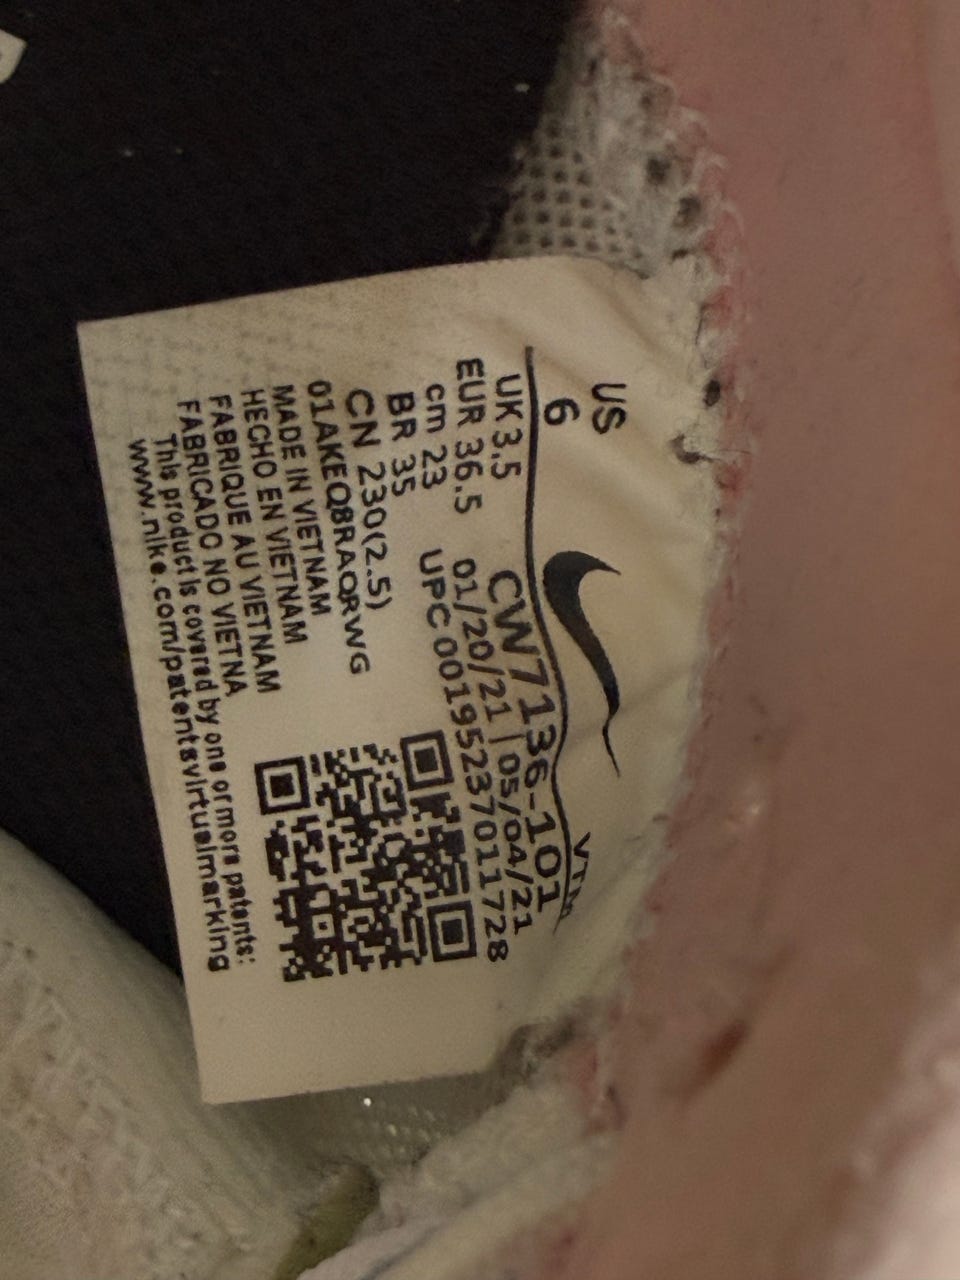 US
6
VTN
UK 3.5
EUR 36.5
cm 23
BR 35
CN 230(2.5)
CW7136-101
01/20/21 | 05/04/21
UPC 00195237011728
01AKEQ8RAQRWG
MADE IN VIETNAM
HECHO EN VIETNAM
FABRIQUE AU VIETNAM
FABRICADO NO VIETNA
This product is covered by one or more patents:
www.nike.com/patentsvirtualmarking